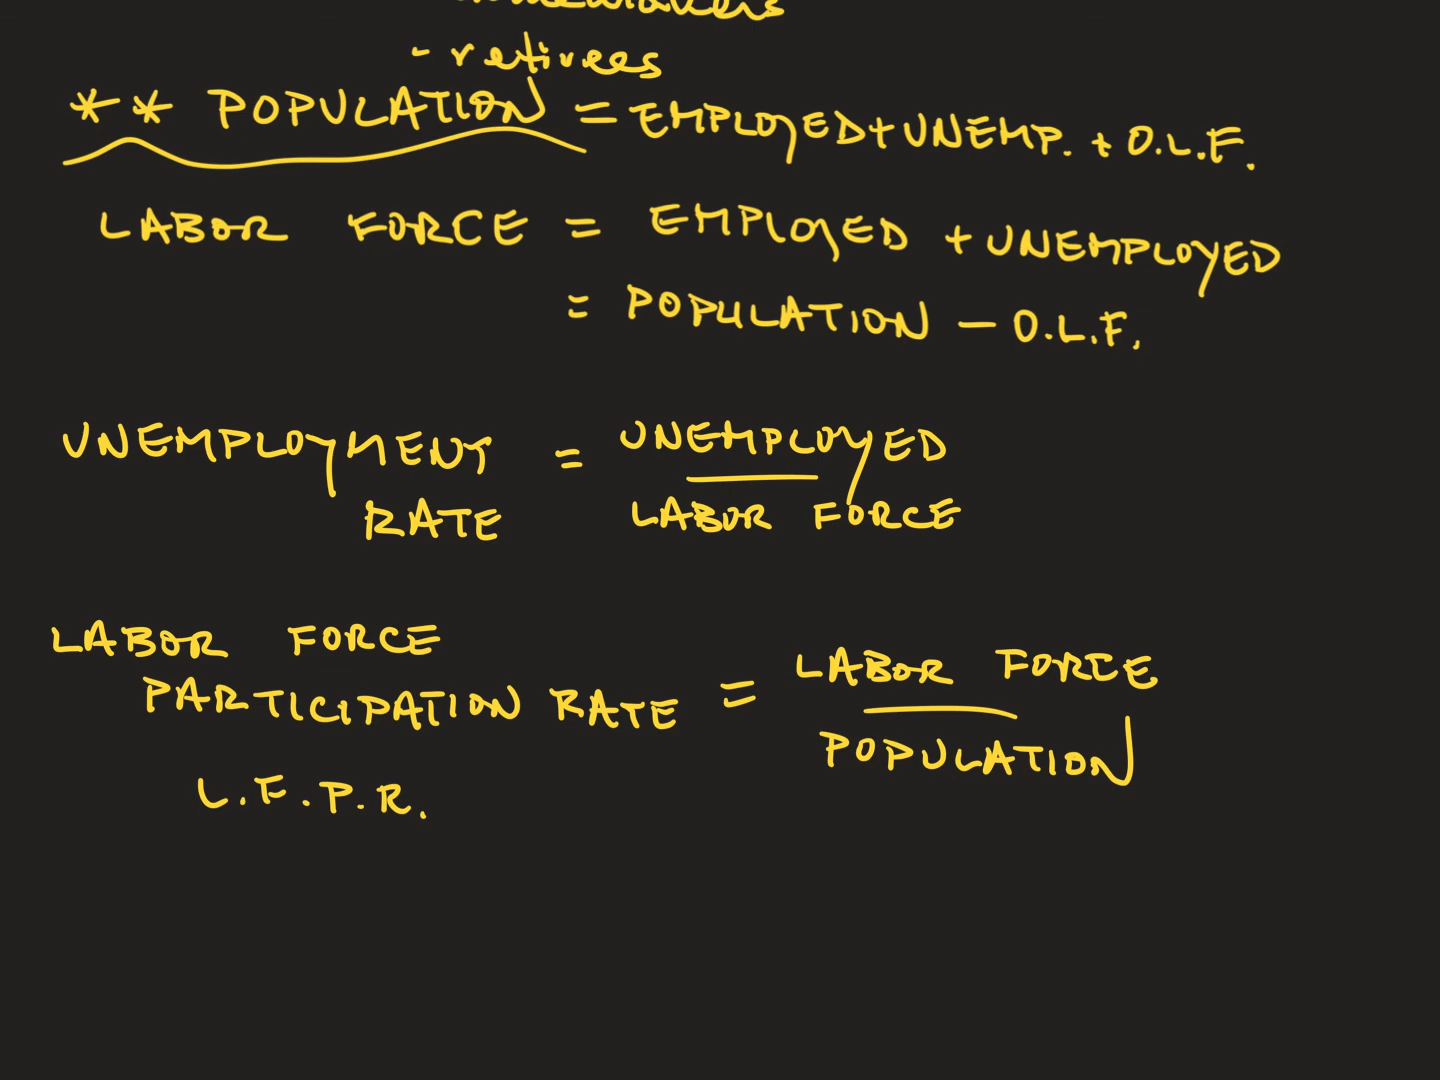 - retirees
** POPULATION = EMPLOYED + UNEMP. + O.L.F.
LABOR FORCE = EMPLOYED + UNEMPLOYED
= POPULATION - O.L.F.
UNEMPLOYMENT RATE = UNEMPLOYED
LABOR FORCE
LABOR FORCE
PARTICIPATION RATE = LABOR FORCE
POPULATION
L.F.P.R.